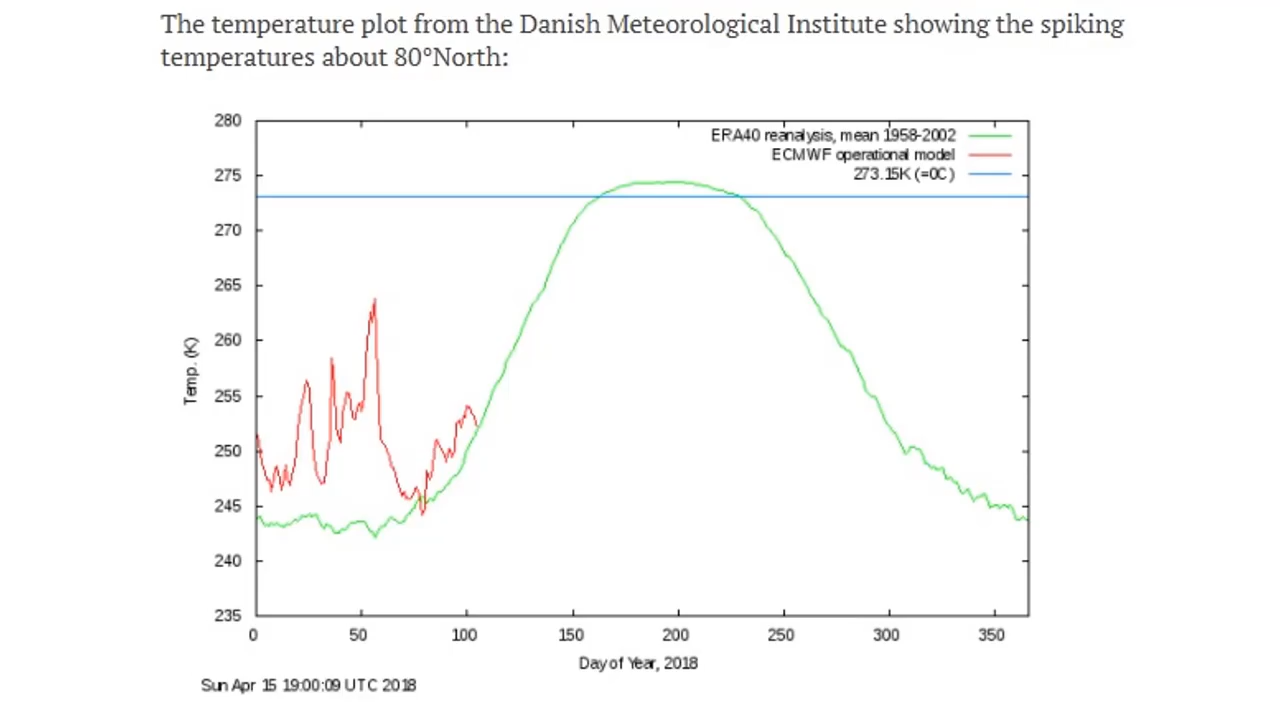 The temperature plot from the Danish Meteorological Institute showing the spiking
temperatures about 80°North:
280
ERA40 reanalysis, mean 1958-2002
ECMWF operational model
273.15K (=0C)
275
270
265
260
255
250
245
240
235
Temp. (K)
0 50 100 150 200 250 300 350
Day of Year, 2018
Sun Apr 15 19:00:09 UTC 2018